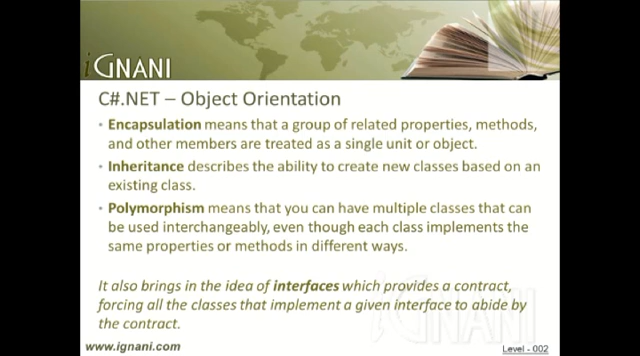 iGNANI
C#.NET – Object Orientation
• Encapsulation means that a group of related properties, methods,
and other members are treated as a single unit or object.
• Inheritance describes the ability to create new classes based on an
existing class.
• Polymorphism means that you can have multiple classes that can
be used interchangeably, even though each class implements the
same properties or methods in different ways.
It also brings in the idea of interfaces which provides a contract,
forcing all the classes that implement a given interface to abide by
the contract.
iGNANI
www.ignani.com
Level - 002